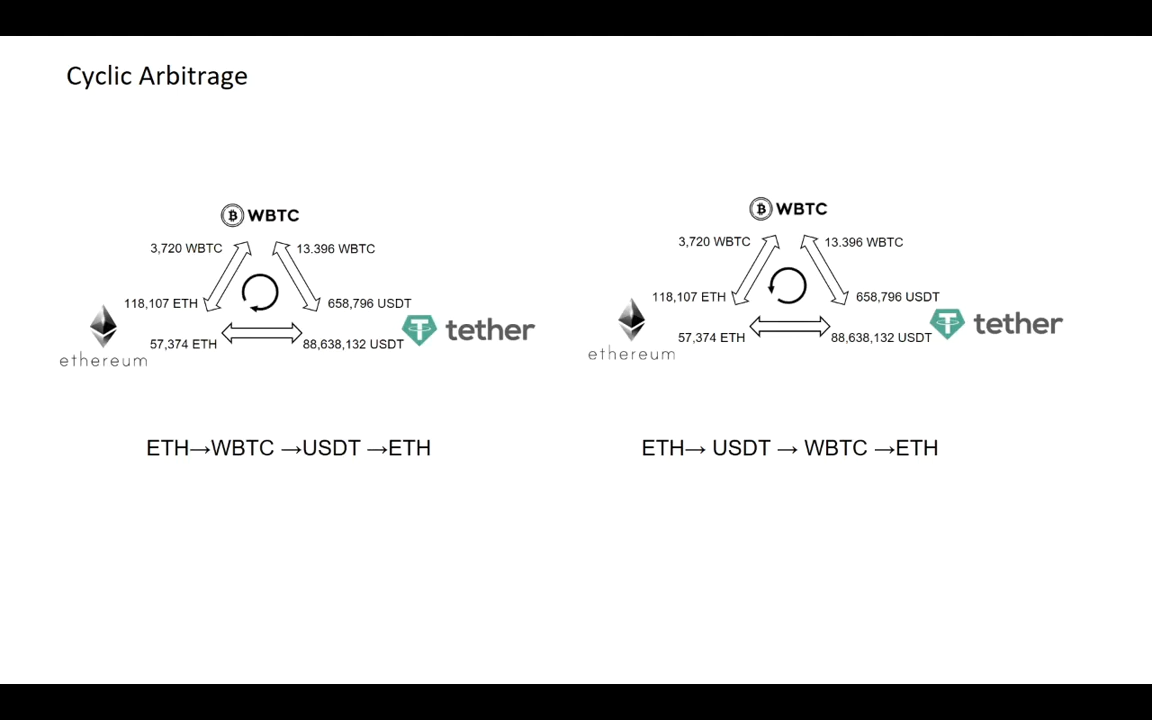 Cyclic Arbitrage
WBTC
3,720 WBTC
13.396 WBTC
118,107 ETH
658,796 USDT
tether
57,374 ETH
88,638,132 USDT
ethereum
ETH→WBTC →USDT →ETH
WBTC
3,720 WBTC
13.396 WBTC
118,107 ETH
658,796 USDT
tether
57,374 ETH
88,638,132 USDT
ethereum
ETH→ USDT → WBTC →ETH